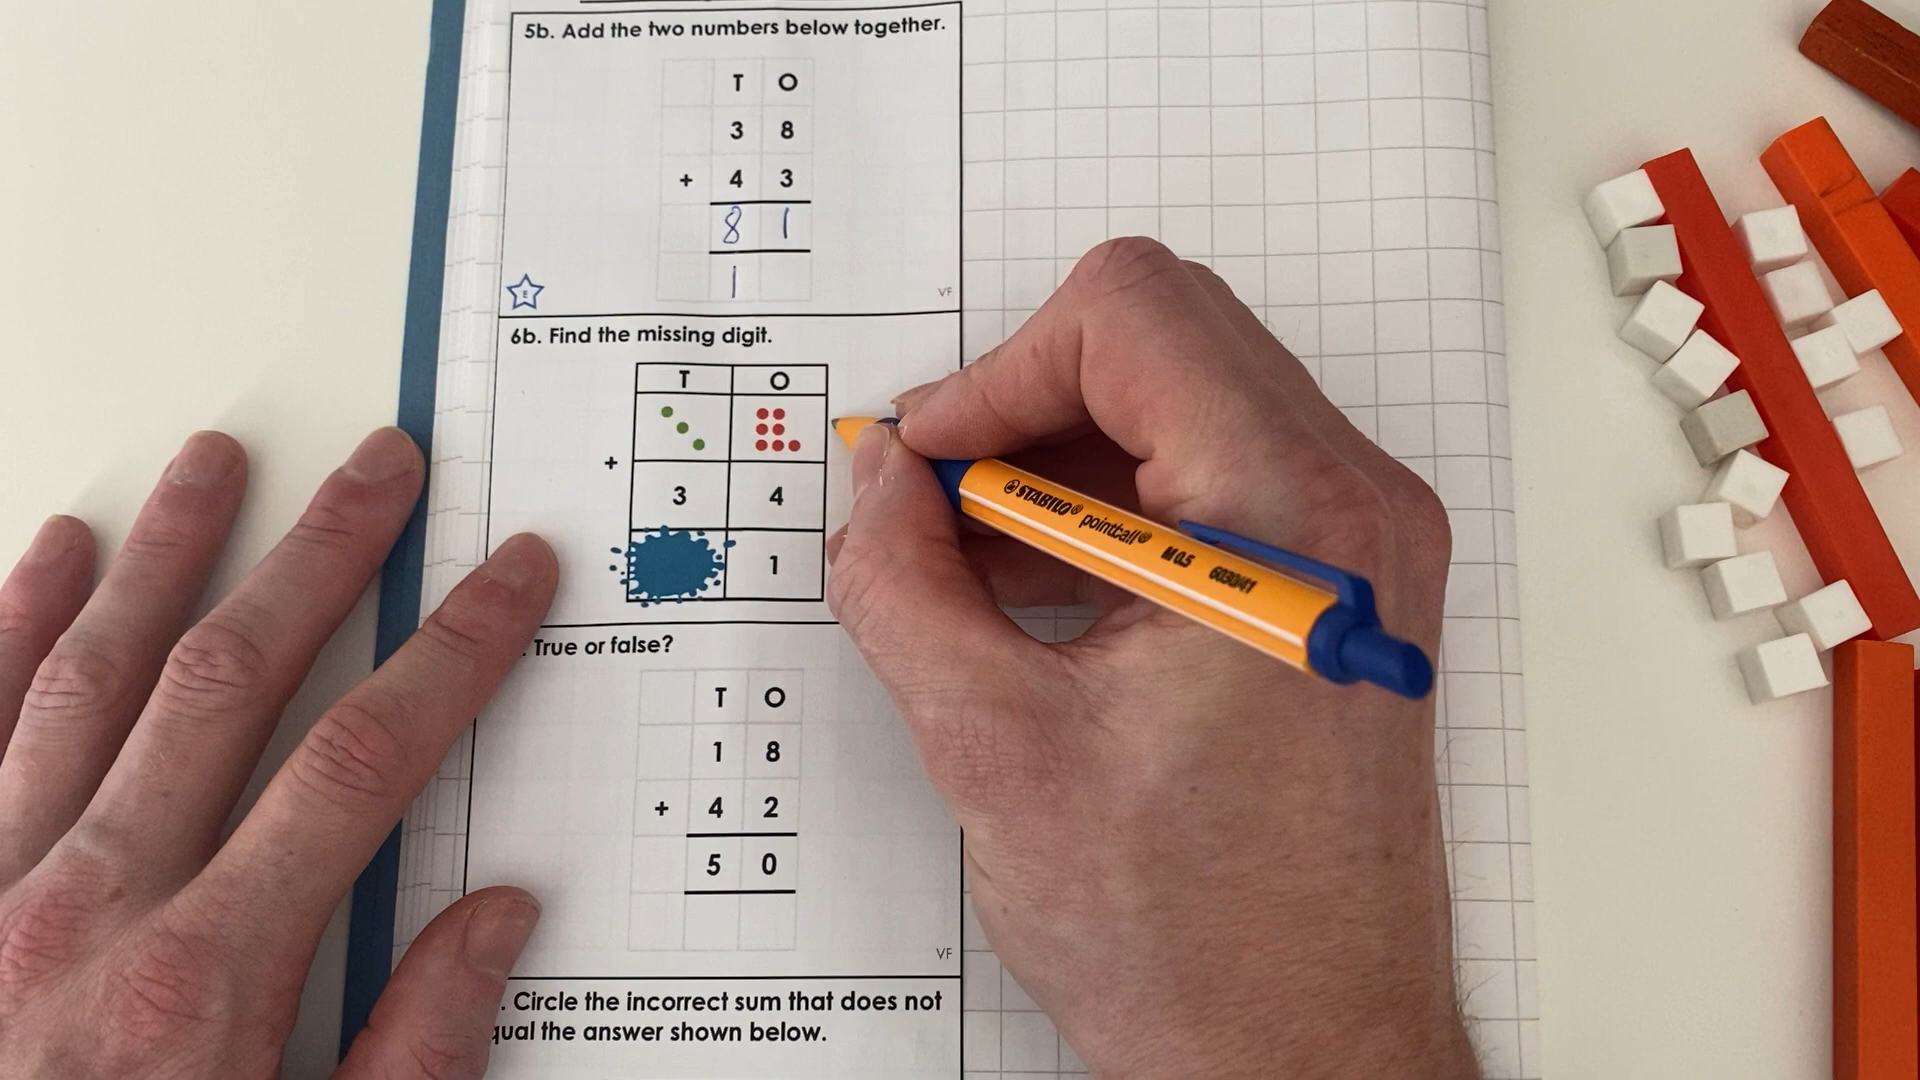 5b. Add the two numbers below together.
T O
3 8
+ 4 3
8 1
1
E
VF
6b. Find the missing digit.
T O
+
3 4
1
. True or false?
T O
1 8
+ 4 2
5 0
VF
. Circle the incorrect sum that does not
qual the answer shown below.
STABILO® pointball® M 0.5 6030/41